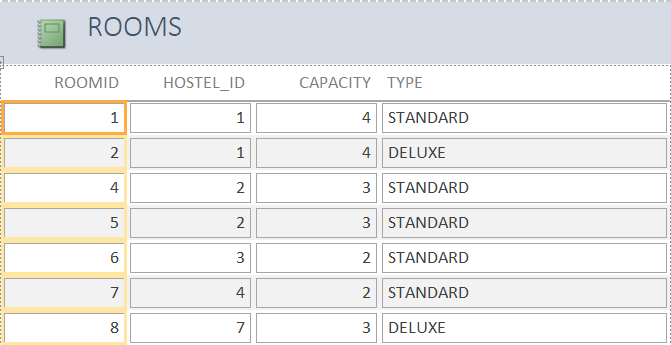 ROOMS
ROOMID HOSTEL_ID CAPACITY TYPE
1 1 4 STANDARD
2 1 4 DELUXE
4 2 3 STANDARD
5 2 3 STANDARD
6 3 2 STANDARD
7 4 2 STANDARD
8 7 3 DELUXE